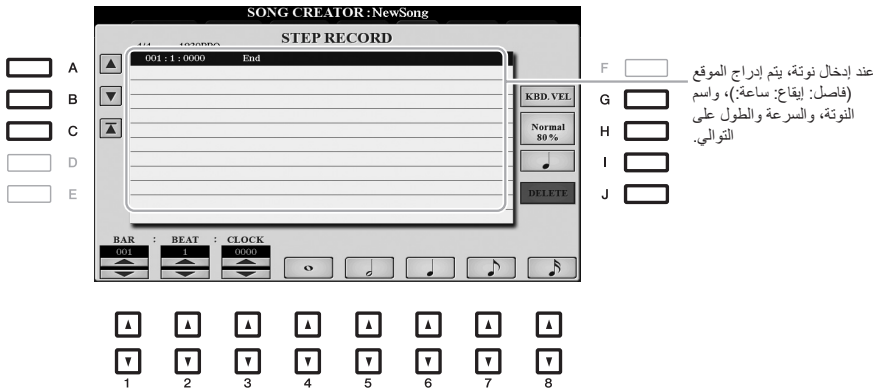 SONG CREATOR : NewSong
STEP RECORD
4/4 1920PPQ
001 : 1 : 0000 End
A
B
C
D
E
F
G
H
I
J
KBD. VEL
Normal
80 %
DELETE
عند إدخال نوتة، يتم إدراج الموقع
(فاصل: إيقاع: ساعة:)، واسم
النوتة، والسرعة والطول على
التوالي.
BAR : BEAT : CLOCK
001 1 0000
1 2 3 4 5 6 7 8